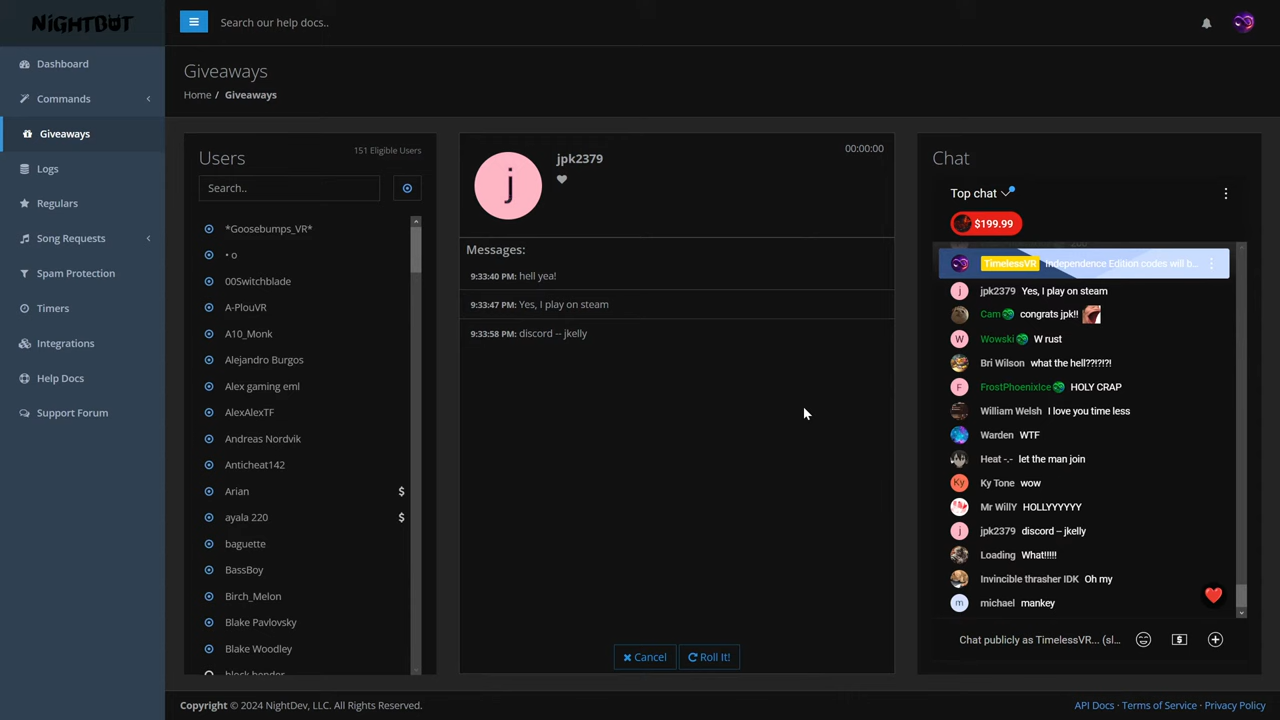 NiGHTBOT
Search our help docs..
Dashboard
Commands
Giveaways
Logs
Regulars
Song Requests
Spam Protection
Timers
Integrations
Help Docs
Support Forum
Giveaways
Home / Giveaways
Users
151 Eligible Users
Search..
*Goosebumps_VR*
• o
00Switchblade
A-PlouVR
A10_Monk
Alejandro Burgos
Alex gaming eml
AlexAlexTF
Andreas Nordvik
Anticheat142
Arian $
ayala 220 $
baguette
BassBoy
Birch_Melon
Blake Pavlovsky
Blake Woodley
block bender
j
jpk2379
00:00:00
Messages:
9:33:40 PM: hell yea!
9:33:47 PM: Yes, I play on steam
9:33:58 PM: discord -- jkelly
Cancel
Roll It!
Chat
Top chat
$199.99
TimelessVR Independence Edition codes will b...
j jpk2379 Yes, I play on steam
Cam congrats jpk!!
W Wowski W rust
Bri Wilson what the hell??!?!?!
F FrostPhoenixIce HOLY CRAP
William Welsh I love you time less
Warden WTF
Heat -.- let the man join
Ky Ky Tone wow
Mr WillY HOLLYYYYYY
j jpk2379 discord -- jkelly
Loading What!!!!!
Invincible thrasher IDK Oh my
m michael mankey
Chat publicly as TimelessVR... (sl...
Copyright © 2024 NightDev, LLC. All Rights Reserved.
API Docs · Terms of Service · Privacy Policy